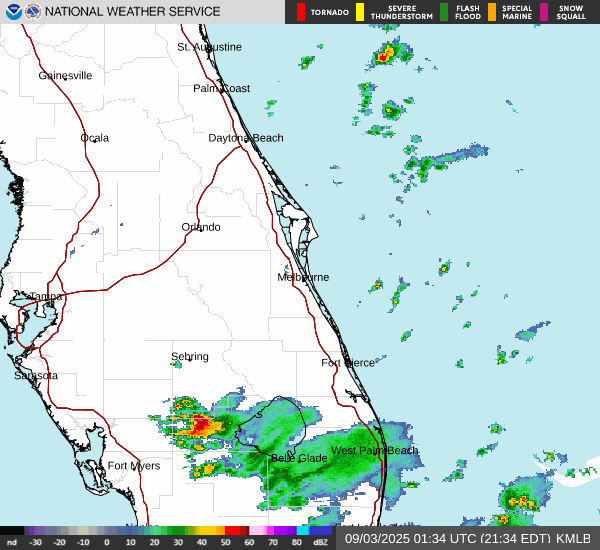 NATIONAL WEATHER SERVICE
TORNADO
SEVERE
THUNDERSTORM
FLASH
FLOOD
SPECIAL
MARINE
SNOW
SQUALL
St. Augustine
Gainesville
Palm Coast
Ocala
Daytona Beach
Orlando
Melbourne
Tampa
Sebring
Fort Pierce
Sarasota
West Palm Beach
Belle Glade
Fort Myers
nd -30 -20 -10 0 10 20 30 40 50 60 70 80 dBZ
09/03/2025 01:34 UTC (21:34 EDT) KMLB